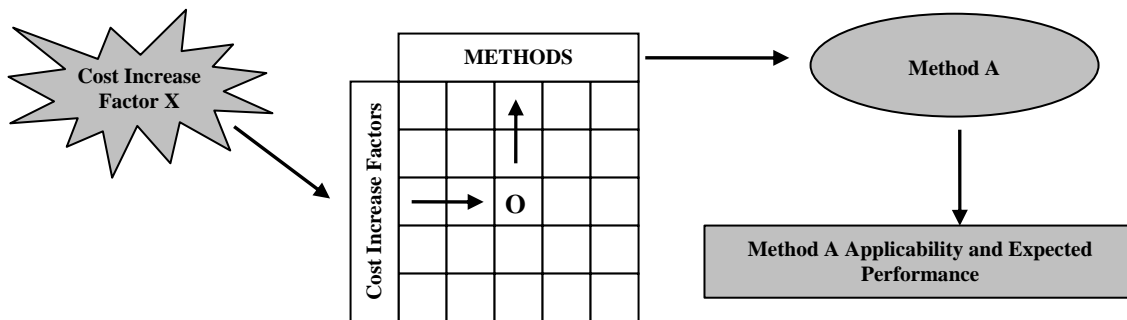 Cost Increase
Factor X
METHODS
Cost Increase Factors
O
Method A
Method A Applicability and Expected
Performance